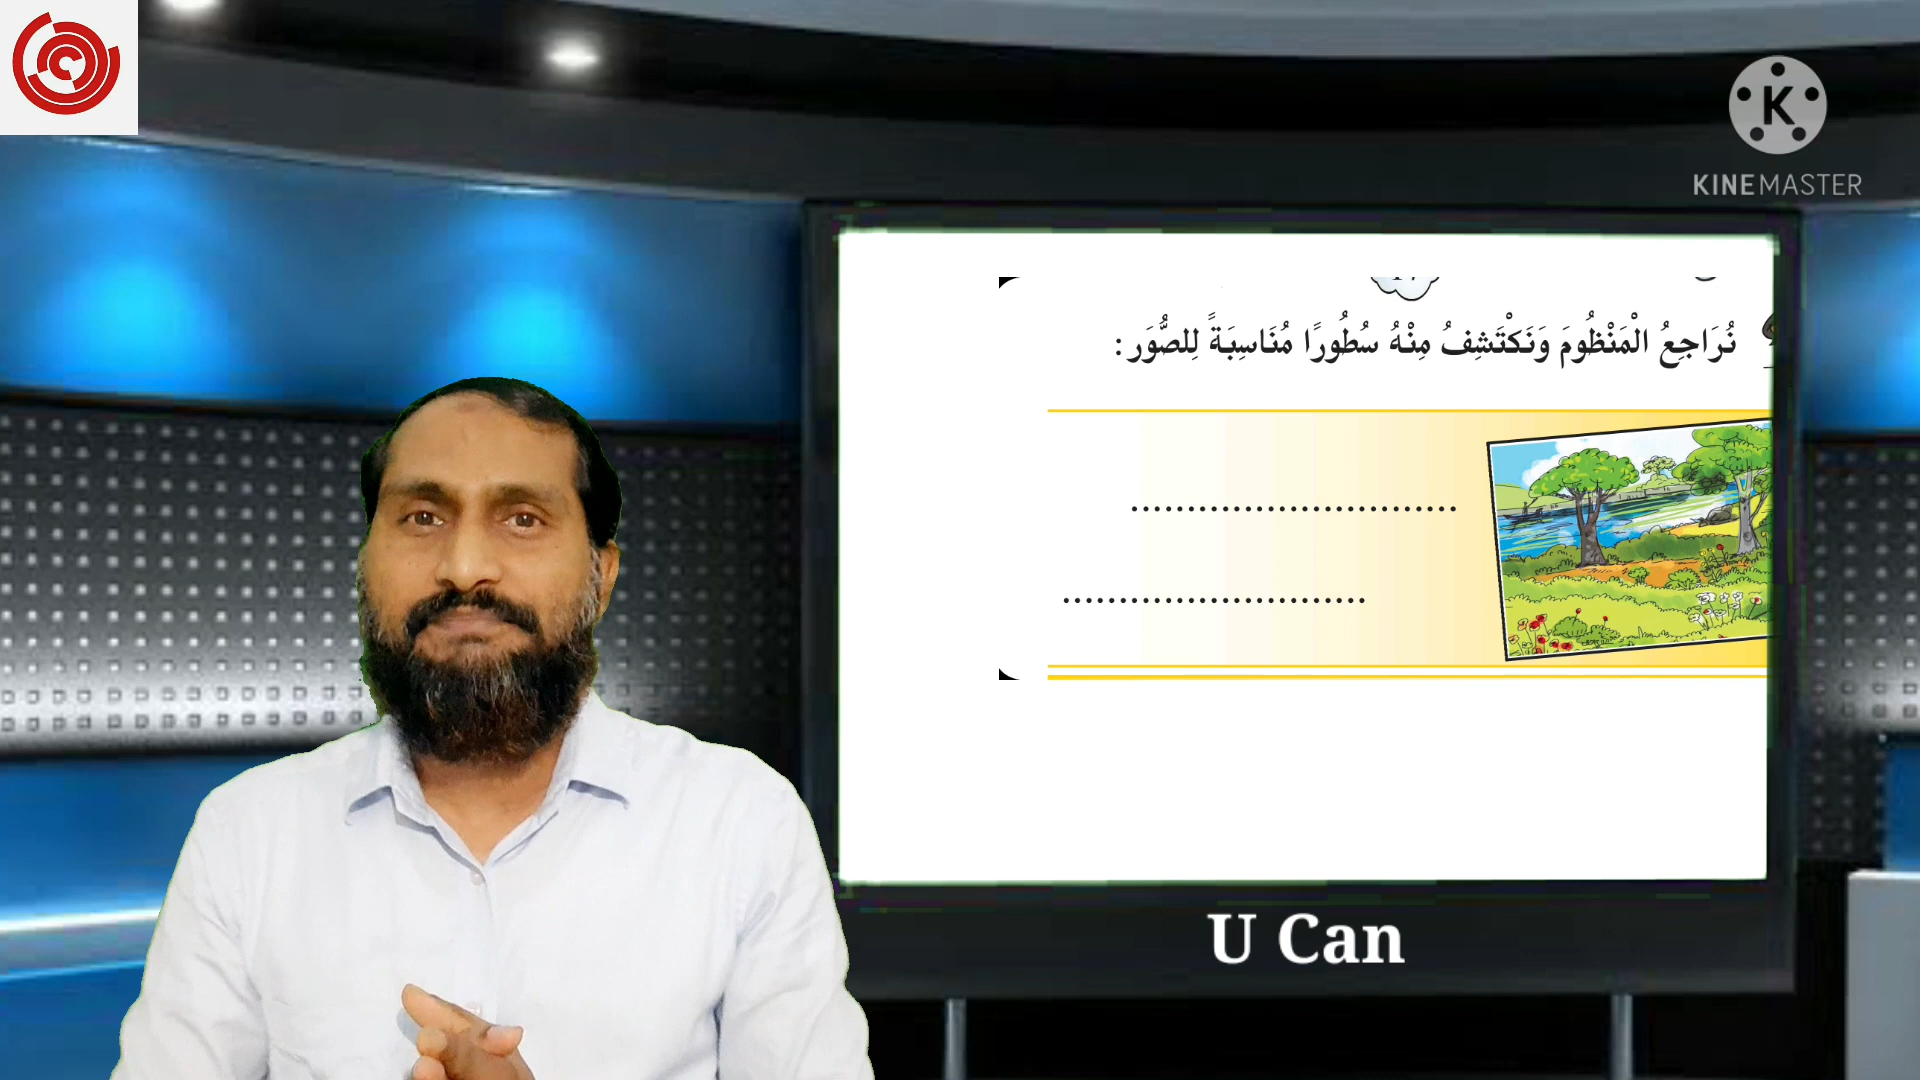 KINEMASTER
نُرَاجِعُ الْمَنْظُومَ وَنَكْتَشِفُ مِنْهُ سُطُورًا مُنَاسِبَةً لِلصُّوَر:
............................
...........................
U Can